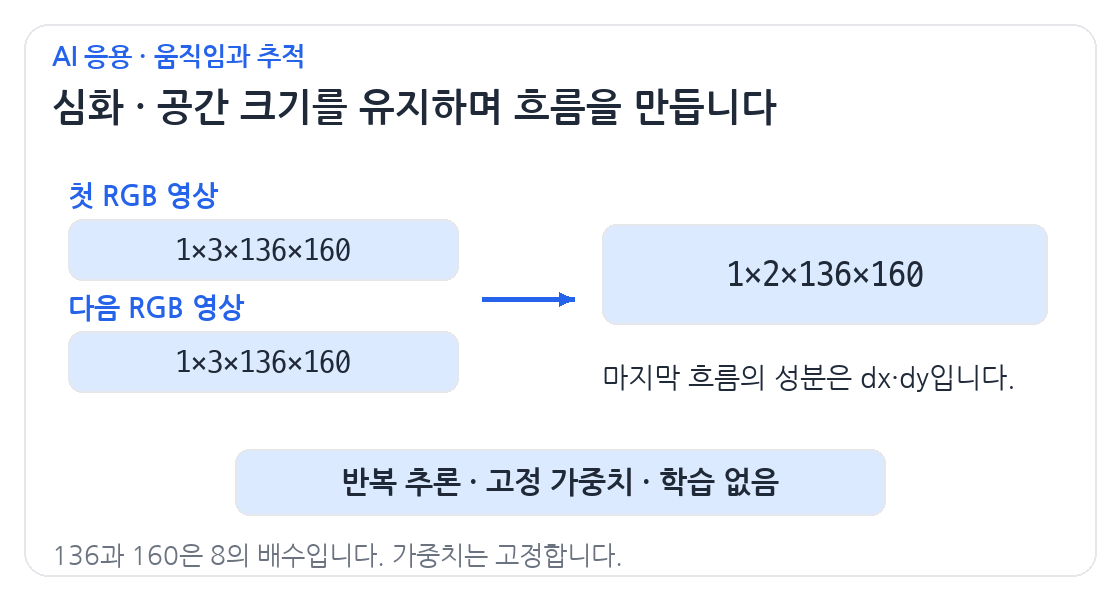 AI 응용 · 움직임과 추적
심화 · 공간 크기를 유지하며 흐름을 만듭니다
첫 RGB 영상
1×3×136×160
다음 RGB 영상
1×3×136×160
1×2×136×160
마지막 흐름의 성분은 dx·dy입니다.
반복 추론 · 고정 가중치 · 학습 없음
136과 160은 8의 배수입니다. 가중치는 고정합니다.